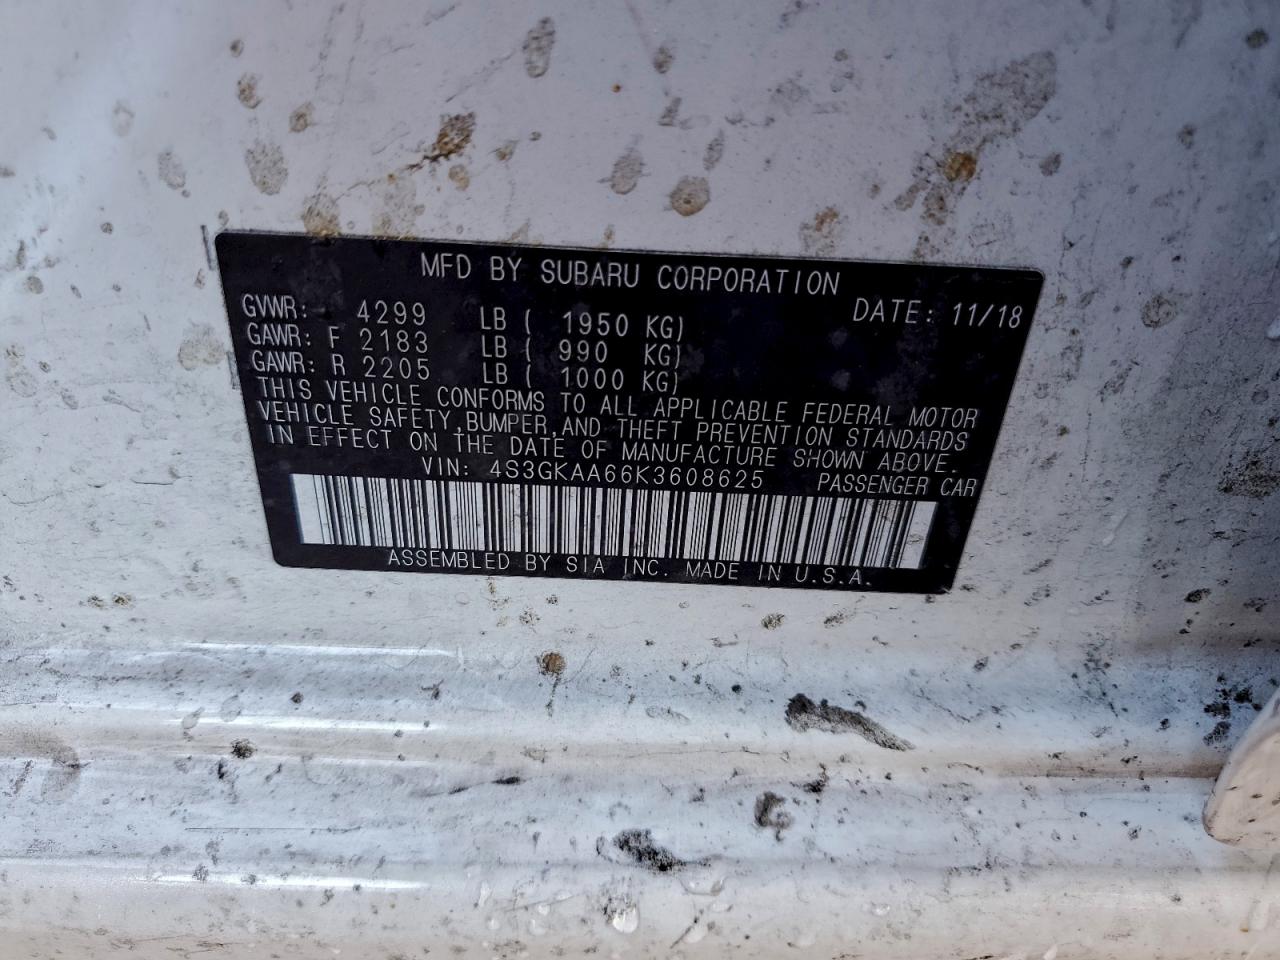 MFD BY SUBARU CORPORATION
GVWR: 4299 LB ( 1950 KG) DATE: 11/18
GAWR: F 2183 LB ( 990 KG)
GAWR: R 2205 LB ( 1000 KG)
THIS VEHICLE CONFORMS TO ALL APPLICABLE FEDERAL MOTOR
VEHICLE SAFETY, BUMPER, AND THEFT PREVENTION STANDARDS
IN EFFECT ON THE DATE OF MANUFACTURE SHOWN ABOVE.
VIN: 4S3GKAA66K3608625 PASSENGER CAR
ASSEMBLED BY SIA INC. MADE IN U.S.A.